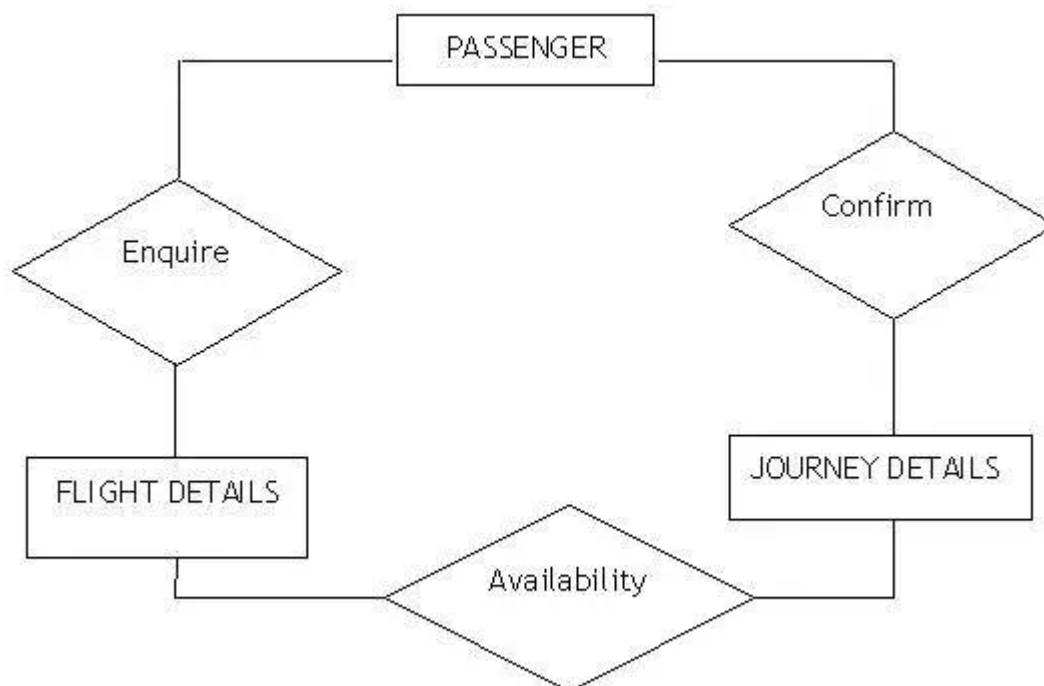 PASSENGER
Confirm
Enquire
JOURNEY DETAILS
FLIGHT DETAILS
Availability